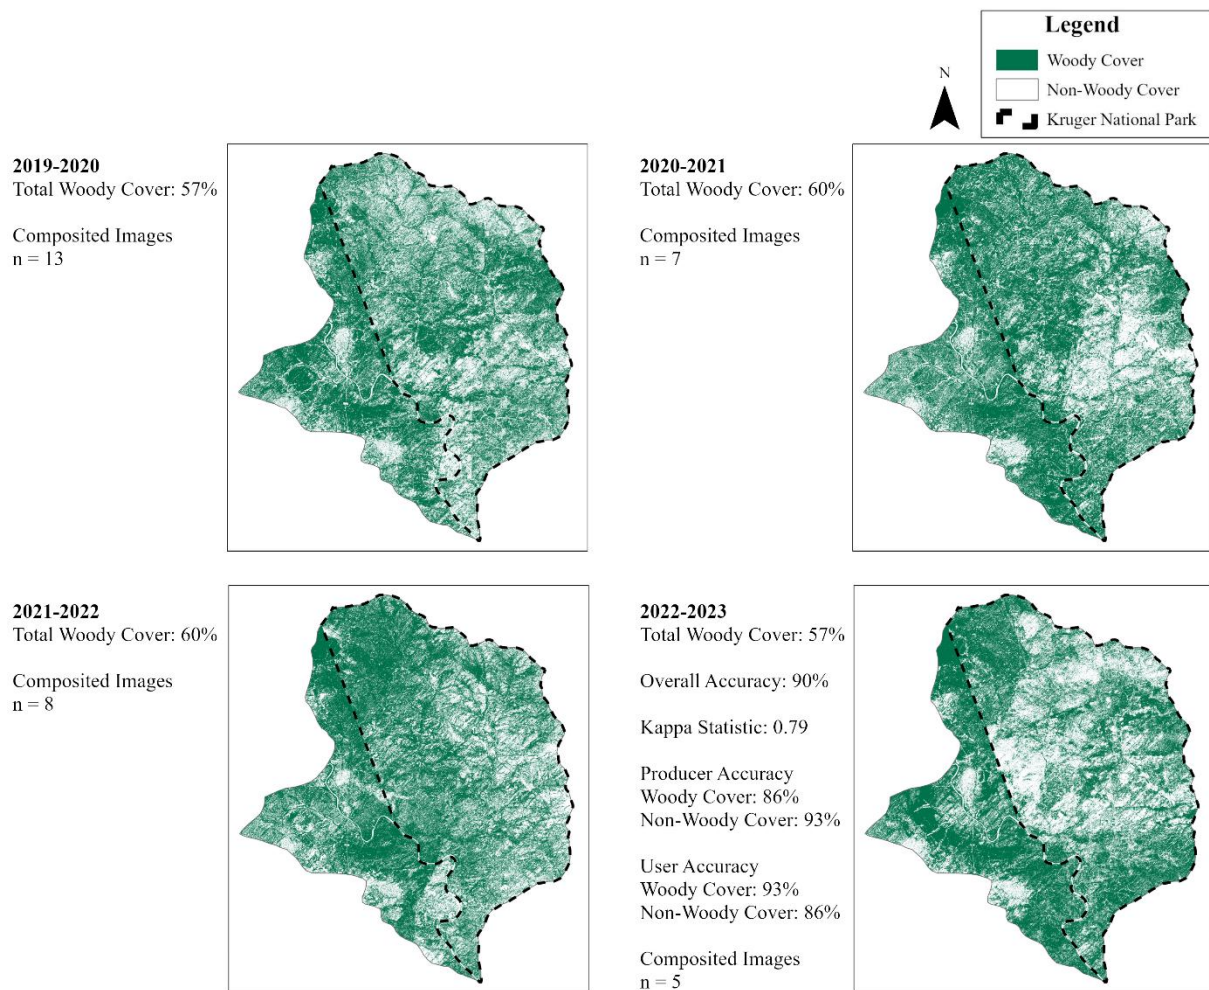 Legend
Woody Cover
Non-Woody Cover
Kruger National Park
N
2019-2020
Total Woody Cover: 57%
Composited Images
n = 13
2020-2021
Total Woody Cover: 60%
Composited Images
n = 7
2021-2022
Total Woody Cover: 60%
Composited Images
n = 8
2022-2023
Total Woody Cover: 57%
Overall Accuracy: 90%
Kappa Statistic: 0.79
Producer Accuracy
Woody Cover: 86%
Non-Woody Cover: 93%
User Accuracy
Woody Cover: 93%
Non-Woody Cover: 86%
Composited Images
n = 5